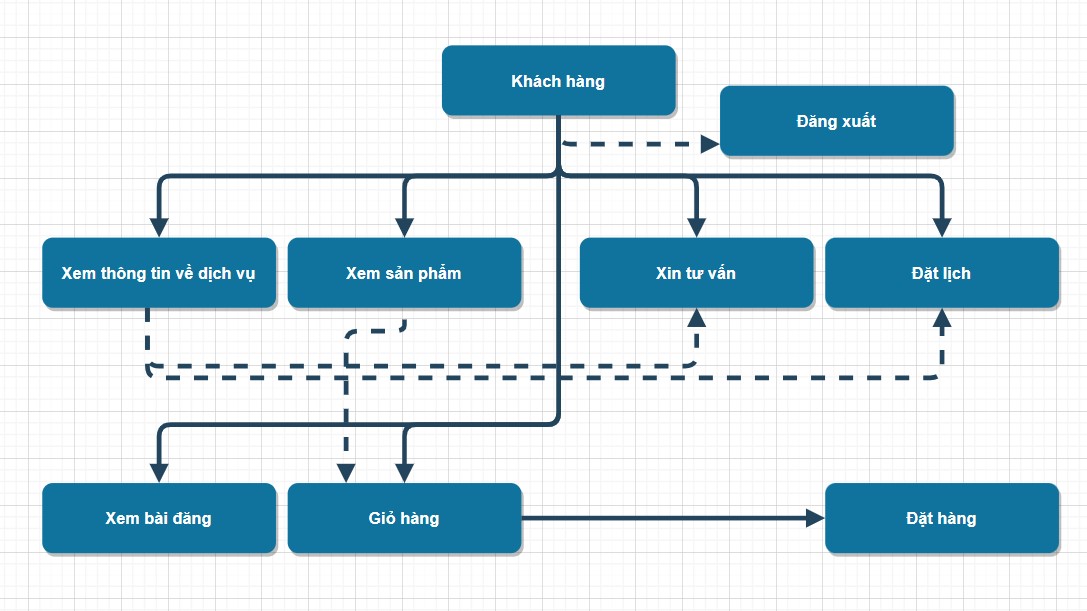 Khách hàng
Đăng xuất
Xem thông tin về dịch vụ
Xem sản phẩm
Xin tư vấn
Đặt lịch
Xem bài đăng
Giỏ hàng
Đặt hàng